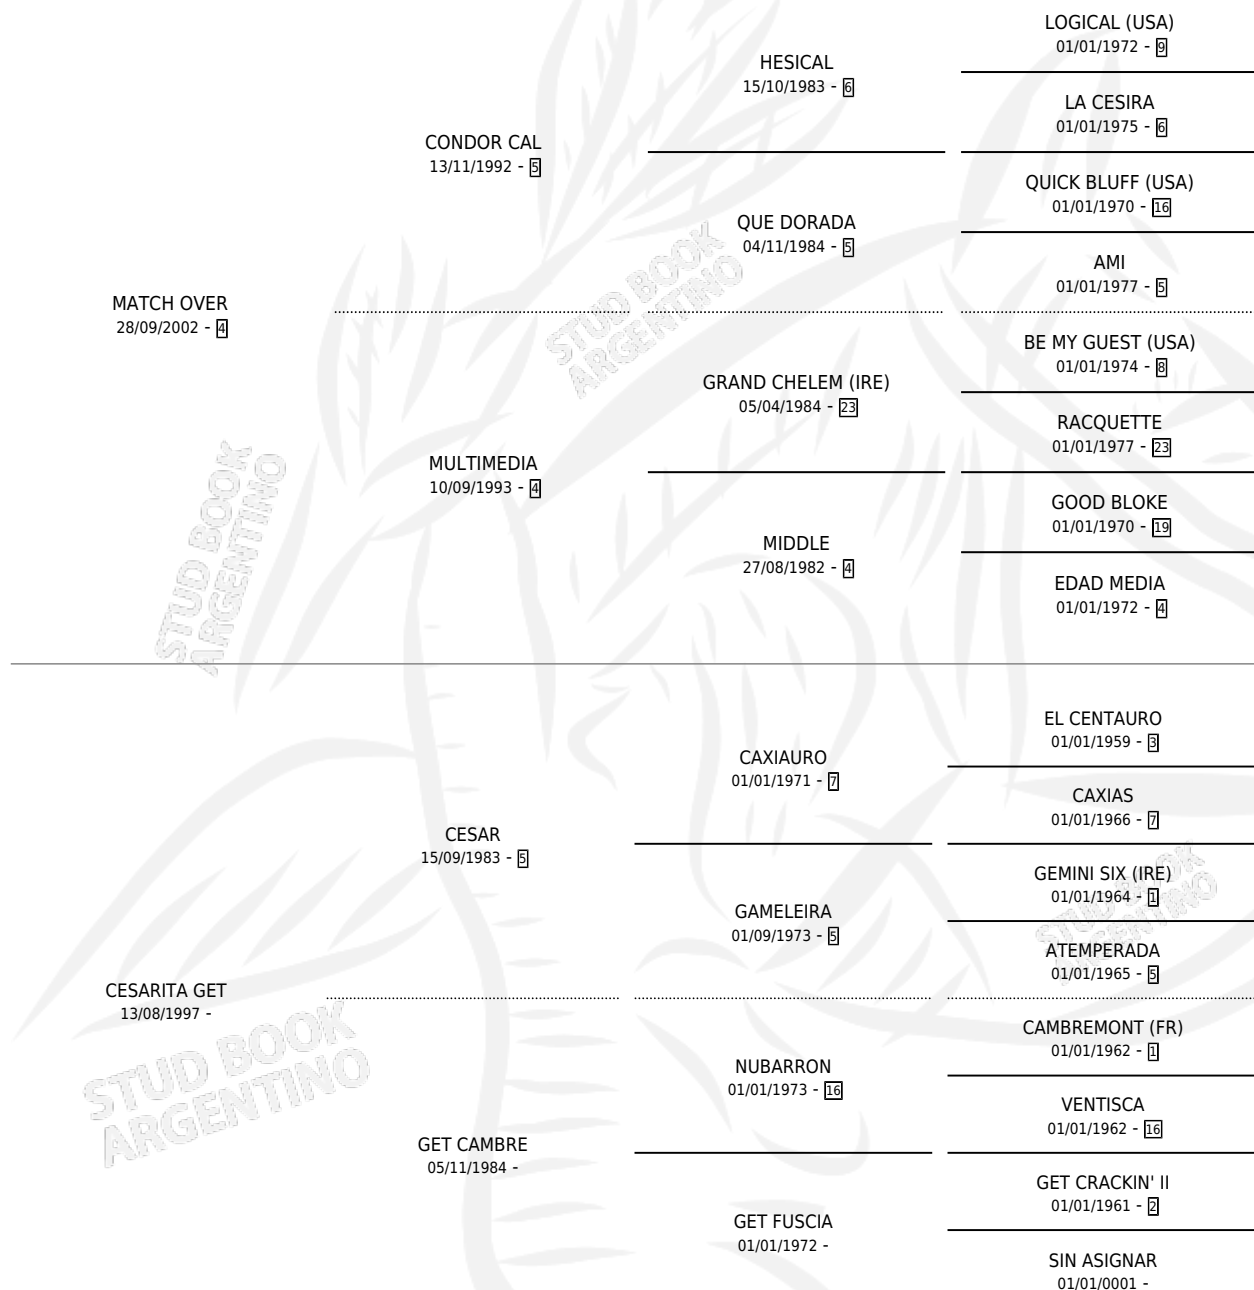 LOGICAL (USA)
01/01/1972 - 9
HESICAL
15/10/1983 - 6
LA CESIRA
01/01/1975 - 6
CONDOR CAL
13/11/1992 - 5
QUICK BLUFF (USA)
01/01/1970 - 16
QUE DORADA
04/11/1984 - 5
AMI
01/01/1977 - 5
MATCH OVER
28/09/2002 - 4
BE MY GUEST (USA)
01/01/1974 - 8
GRAND CHELEM (IRE)
05/04/1984 - 23
RACQUETTE
01/01/1977 - 23
MULTIMEDIA
10/09/1993 - 4
GOOD BLOKE
01/01/1970 - 19
MIDDLE
27/08/1982 - 4
EDAD MEDIA
01/01/1972 - 4
STUD BOOK
ARGENTINO
STUD BOOK
ARGENTINO
EL CENTAURO
01/01/1959 - 3
CAXIAURO
01/01/1971 - 7
CAXIAS
01/01/1966 - 7
CESAR
15/09/1983 - 5
GEMINI SIX (IRE)
01/01/1964 - 1
GAMELEIRA
01/09/1973 - 5
ATEMPERADA
01/01/1965 - 5
CESARITA GET
13/08/1997 -
CAMBREMONT (FR)
01/01/1962 - 1
NUBARRON
01/01/1973 - 16
VENTISCA
01/01/1962 - 16
GET CAMBRE
05/11/1984 -
GET CRACKIN' II
01/01/1961 - 2
GET FUSCIA
01/01/1972 -
SIN ASIGNAR
01/01/0001 -
STUD BOOK
ARGENTINO
STUD BOOK
ARGENTINO